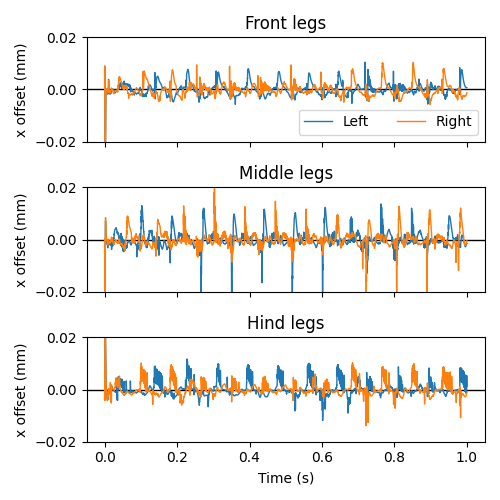 Front legs
x offset (mm)
0.02
0.00
−0.02
Left
Right
Middle legs
x offset (mm)
0.02
0.00
−0.02
Hind legs
x offset (mm)
0.02
0.00
−0.02
0.0 0.2 0.4 0.6 0.8 1.0
Time (s)